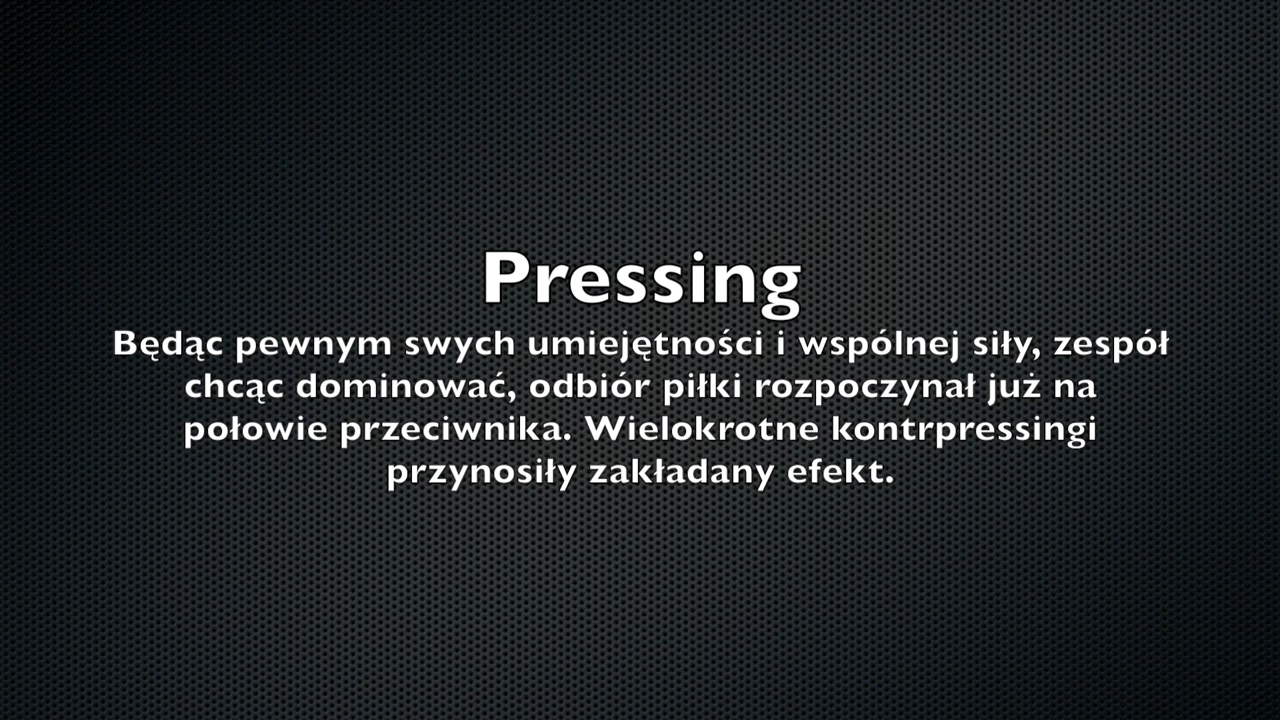 Pressing
Będąc pewnym swych umiejętności i wspólnej siły, zespół
chcąc dominować, odbiór piłki rozpoczynał już na
połowie przeciwnika. Wielokrotne kontrpressingi
przynosiły zakładany efekt.